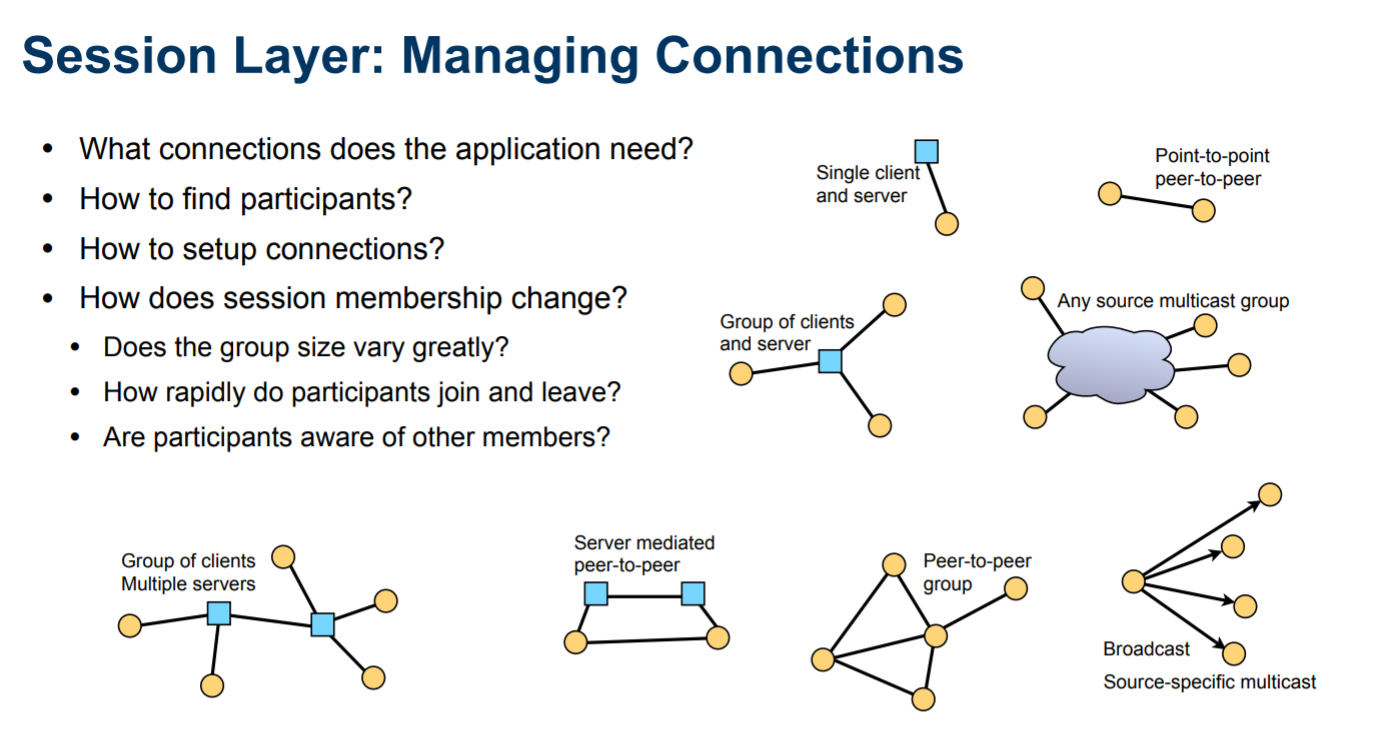 Session Layer: Managing Connections
• What connections does the application need?
• How to find participants?
• How to setup connections?
• How does session membership change?
• Does the group size vary greatly?
• How rapidly do participants join and leave?
• Are participants aware of other members?
Single client
and server
Point-to-point
peer-to-peer
Group of clients
and server
Any source multicast group
Group of clients
Multiple servers
Server mediated
peer-to-peer
Peer-to-peer
group
Broadcast
Source-specific multicast